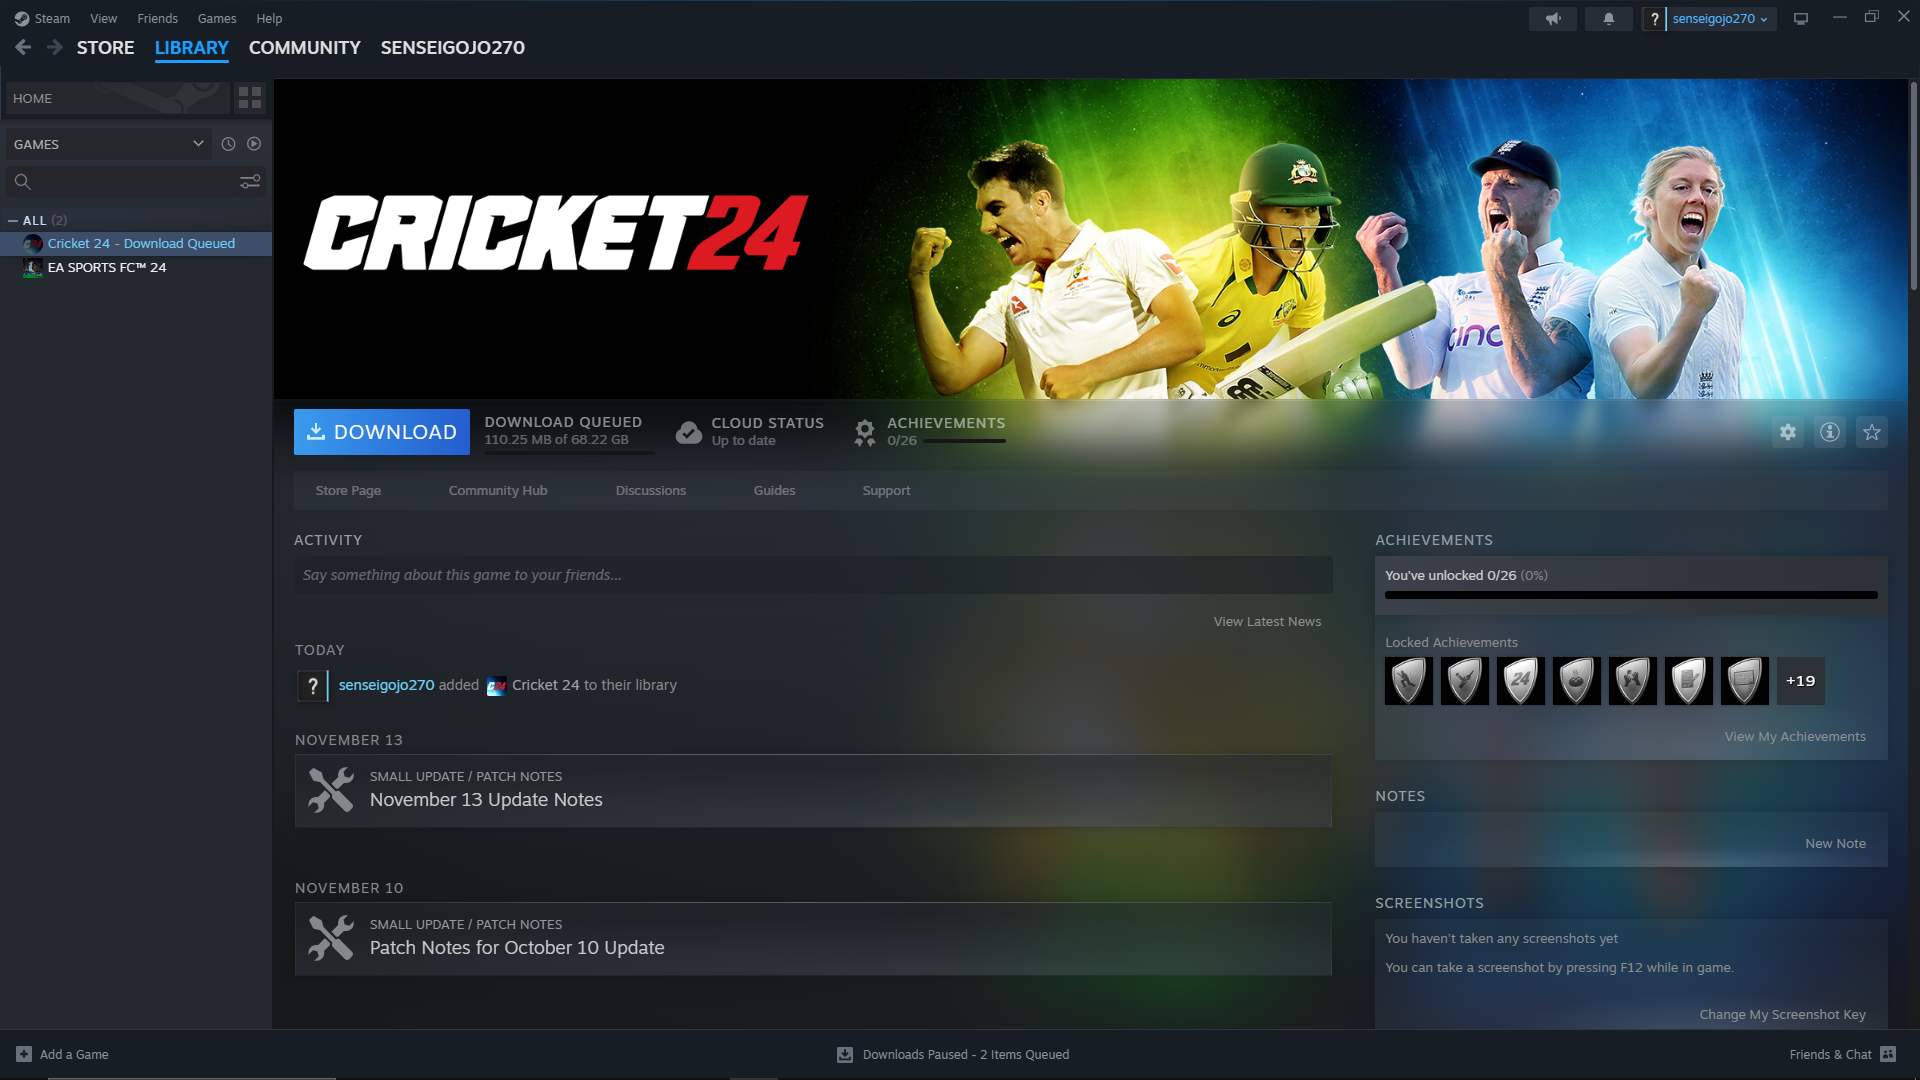 Steam View Friends Games Help
senseigojo270
STORE LIBRARY COMMUNITY SENSEIGOJO270
HOME
GAMES
ALL (2)
Cricket 24 - Download Queued
EA SPORTS FC™ 24
CRICKET24
DOWNLOAD
DOWNLOAD QUEUED
110.25 MB of 68.22 GB
CLOUD STATUS
Up to date
ACHIEVEMENTS
0/26
Store Page Community Hub Discussions Guides Support
ACTIVITY
Say something about this game to your friends...
View Latest News
TODAY
senseigojo270 added Cricket 24 to their library
NOVEMBER 13
SMALL UPDATE / PATCH NOTES
November 13 Update Notes
NOVEMBER 10
SMALL UPDATE / PATCH NOTES
Patch Notes for October 10 Update
ACHIEVEMENTS
You've unlocked 0/26 (0%)
Locked Achievements
24
+19
View My Achievements
NOTES
New Note
SCREENSHOTS
You haven't taken any screenshots yet
You can take a screenshot by pressing F12 while in game.
Change My Screenshot Key
Add a Game
Downloads Paused - 2 Items Queued
Friends & Chat